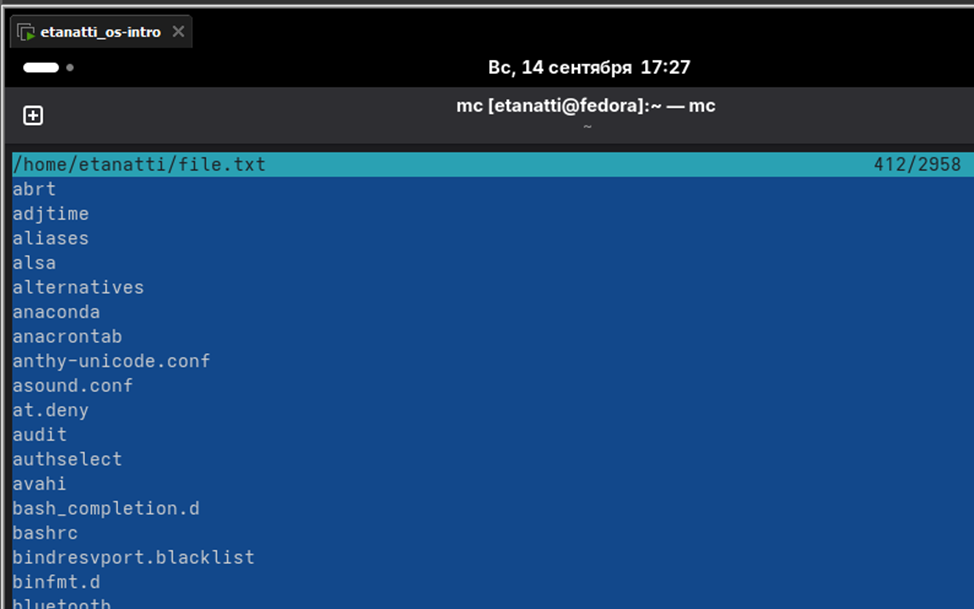 etanatti_os-intro
Вс, 14 сентября 17:27
mc [etanatti@fedora]:~ — mc
~
/home/etanatti/file.txt 412/2958
abrt
adjtime
aliases
alsa
alternatives
anaconda
anacrontab
anthy-unicode.conf
asound.conf
at.deny
audit
authselect
avahi
bash_completion.d
bashrc
bindresvport.blacklist
binfmt.d
bluetooth